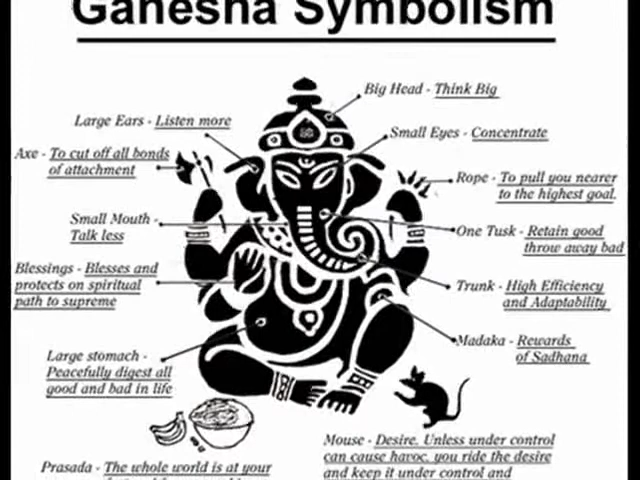 Ganesha Symbolism
Big Head - Think Big
Large Ears - Listen more
Small Eyes - Concentrate
Axe - To cut off all bonds
of attachment
Rope - To pull you nearer
to the highest goal.
Small Mouth -
Talk less
One Tusk - Retain good
throw away bad
Blessings - Blesses and
protects on spiritual
path to supreme
Trunk - High Efficiency
and Adaptability
Madaka - Rewards
of Sadhana
Large stomach -
Peacefully digest all
good and bad in life
Mouse - Desire. Unless under control
can cause havoc. you ride the desire
and keep it under control and
Prasada - The whole world is at your